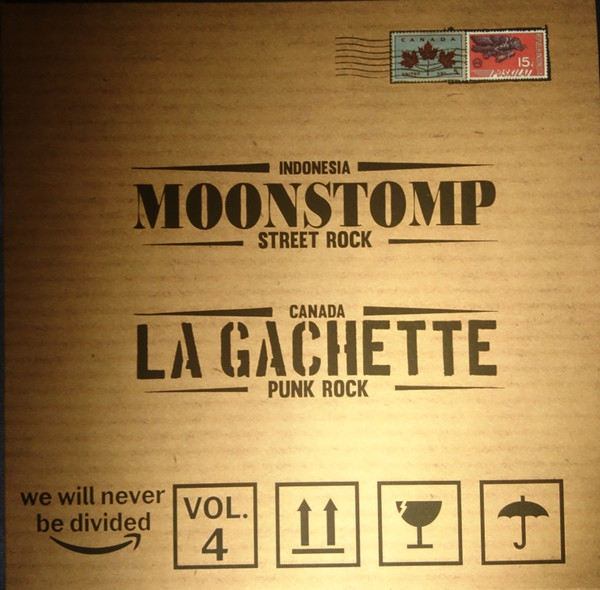 CANADA
15.
INDONESIA
MOONSTOMP
STREET ROCK
CANADA
LA GACHETTE
PUNK ROCK
we will never
be divided
VOL.
4